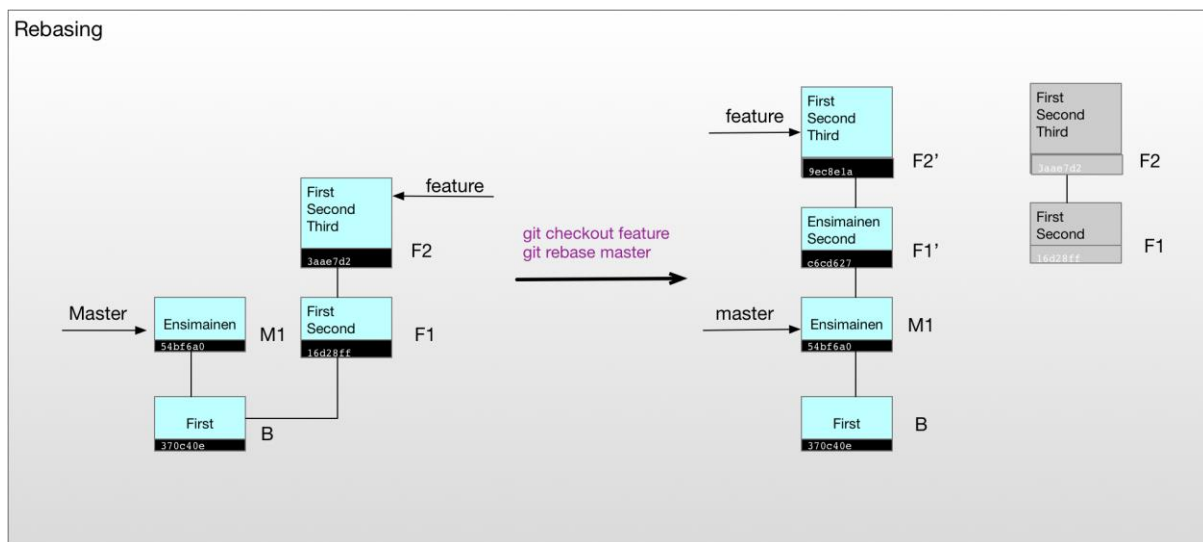 Rebasing
First
Second
Third
3aae7d2
feature
F2
Master
Ensimainen
54bf6a0
M1
First
Second
16d28ff
F1
First
370c40e
B
git checkout feature
git rebase master
feature
First
Second
Third
9ec8e1a
F2’
Ensimainen
Second
c6cd627
F1’
master
Ensimainen
54bf6a0
M1
First
370c40e
B
First
Second
Third
3aae7d2
F2
First
Second
16d28ff
F1